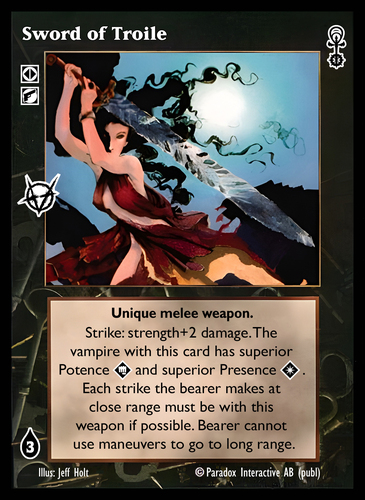 Sword of Troile
Unique melee weapon.
Strike: strength+2 damage. The
vampire with this card has superior
Potence and superior Presence .
Each strike the bearer makes at
close range must be with this
weapon if possible. Bearer cannot
use maneuvers to go to long range.
3
Illus: Jeff Holt © Paradox Interactive AB (publ)